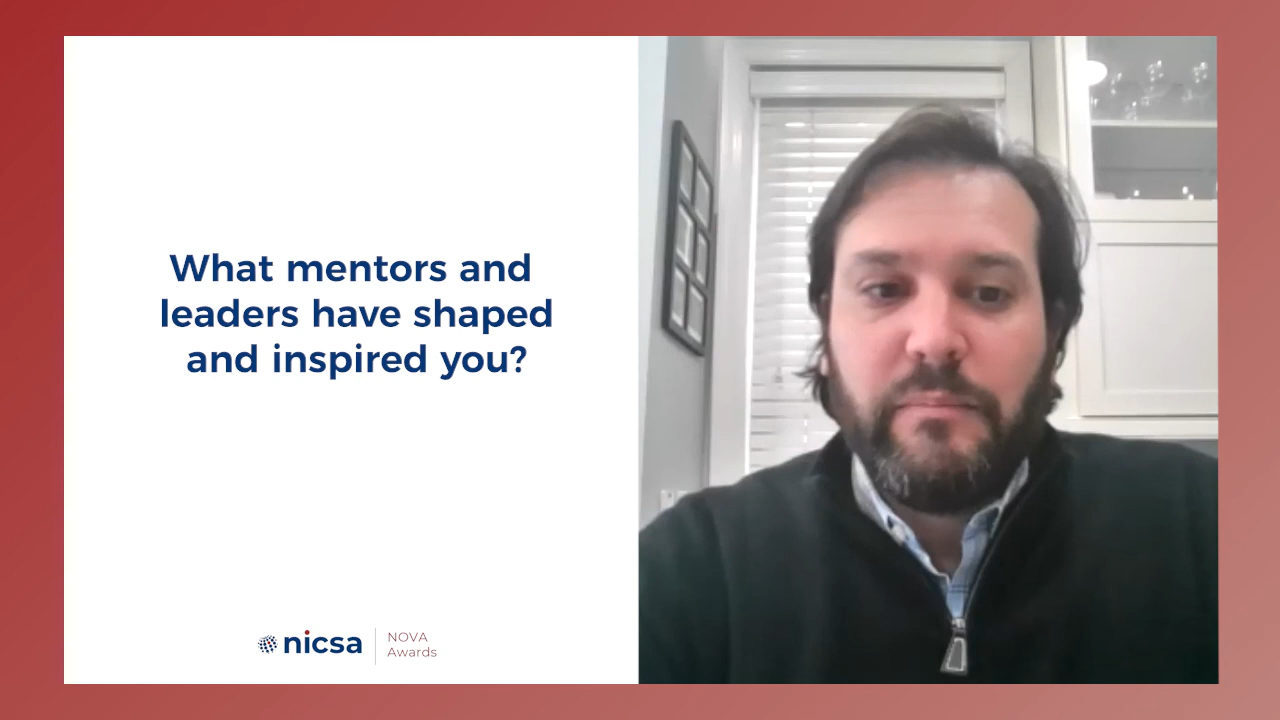 What mentors and
leaders have shaped
and inspired you?
nicsa
NOVA
Awards